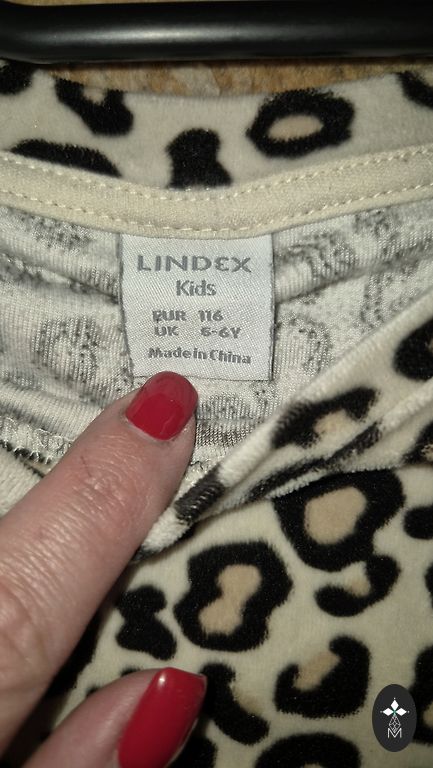 LINDEX
Kids
EUR 116
UK 5-6Y
Made in China